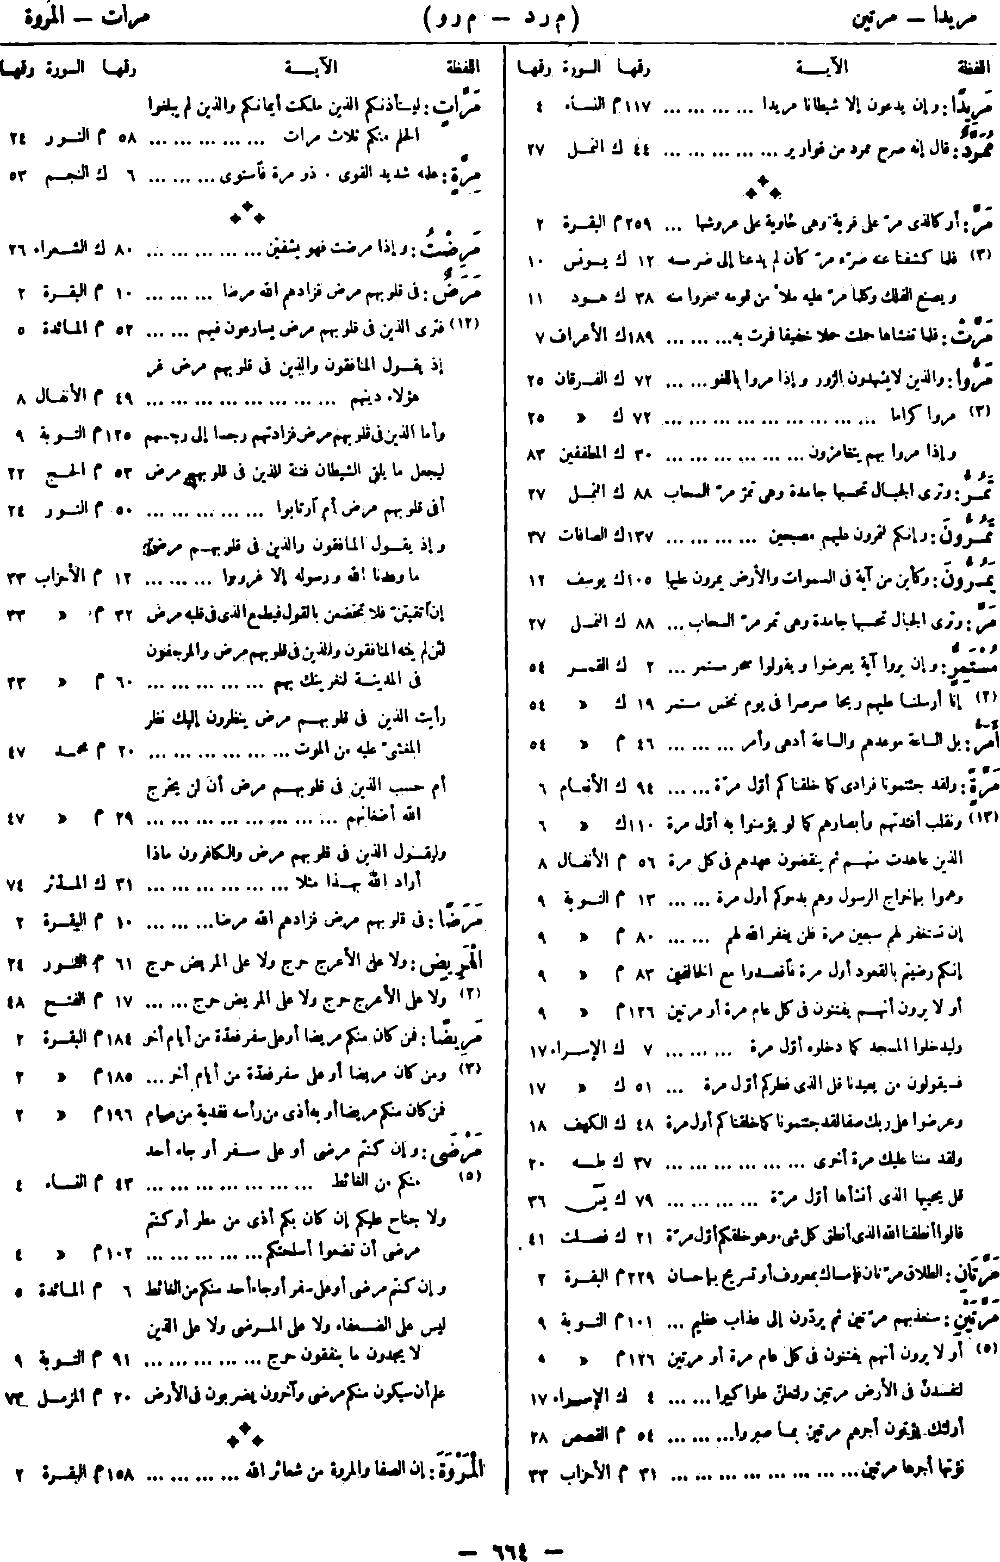 مريدا — مرتين
(م ر د — م ر و)
مرأت — المروة
اللفظة الآيـــة رقمها السورة رقمها
مَرِيدًا: وإن يدعون إلا شيطانا مريدا ... ... ... ١١٧ م النساء ٤
مُّمَرَّدٌ: قال إنه صرح ممرد من قوارير ... ... ... ... ٤٤ ك النمل ٢٧
مَرَّ: أو كالذى مرّ على قرية وهى خاوية على عروشها ... ٢٥٩ م البقرة ٢
(٣) فلما كشفنا عنه ضرّه مرّ كأن لم يدعنا إلى ضر مسه ١٢ ك يونس ١٠
ويصنع الفلك وكلما مرّ عليه ملأ من قومه سخروا منه ٣٨ ك هود ١١
مَرَّتْ: فلما تغشاها حملت حملا خفيفا فمرت به ... ... ... ١٨٩ ك الأعراف ٧
مَرُّوا: والذين لا يشهدون الزور وإذا مروا باللغو ... ... ٧٢ ك الفرقان ٢٥
(٣) مروا كراما ... ... ... ... ... ... ... ... ٧٢ ك « ٢٥
وإذا مروا بهم يتغامزون ... ... ... ... ... ٣٠ ك المطففين ٨٣
تَمُرُّ: وترى الجبال تحسبها جامدة وهى تمرّ مرّ السحاب ٨٨ ك النمل ٢٧
تَمُرُّونَ: وإنكم لتمرون عليهم مصبحين ... ... ... ... ١٣٧ ك الصافات ٣٧
يَمُرُّونَ: وكأين من آية فى السموات والأرض يمرون عليها ١٠٥ ك يوسف ١٢
مَرَّ: وترى الجبال تحسبها جامدة وهى تمر مرّ السحاب ... ٨٨ ك النمل ٢٧
مُسْتَمِرٌّ: وإن يروا آية يعرضوا ويقولوا سحر مستمر ... ٢ ك القمر ٥٤
(٢) إنا أرسلنا عليهم ريحا صرصرا فى يوم نحس مستمر ١٩ ك « ٥٤
أَمَرُّ: بل الساعة موعدهم والساعة أدهى وأمر ... ... ... ٤٦ م « ٥٤
مَرَّةٍ: ولقد جئتمونا فرادى كما خلقناكم أوّل مرّة ... ... ٩٤ ك الأنعام ٦
(١٣) ونقلب أفئدتهم وأبصارهم كما لو يؤمنوا به أوّل مرة ١١٠ ك « ٦
الذين عاهدت منهم ثم ينقضون عهدهم فى كل مرة ٥٦ م الأنفال ٨
وهموا بإخراج الرسول وهم بدءوكم أول مرة ... ... ١٣ م التوبة ٩
إن تستغفر لهم سبعين مرة فلن يغفر الله لهم ... ... ٨٠ م « ٩
إنكم رضيتم بالقعود أول مرة فأقعدوا مع الخالفين ٨٣ م « ٩
أو لا يرون أنهم يفتنون فى كل عام مرة أو مرتين ١٢٦ م « ٩
وليدخلوا المسجد كما دخلوه أوّل مرة ... ... ... ٧ ك الإسراء ١٧
فسيقولون من يعيدنا قل الذى فطركم أوّل مرة ... ٥١ ك « ١٧
وعرضوا على ربك صفا لقد جئتمونا كما خلقناكم أول مرة ٤٨ ك الكهف ١٨
ولقد مننا عليك مرة أخرى ... ... ... ... ... ٣٧ ك طه ٢٠
قل يحييها الذى أنشأها أوّل مرّة ... ... ... ... ٧٩ ك يس ٣٦
قالوا أنطقنا الله الذى أنطق كل شىء وهو خلقكم أوّل مرّة ٢١ ك فصلت ٤١
مَرَّتَانِ: الطلاق مرّتان فإمساك بمعروف أو تسريح بإحسان ٢٢٩ م البقرة ٢
مَرَّتَيْنِ: سنعذبهم مرّتين ثم يردّون إلى عذاب عظيم ... ١٠١ م التوبة ٩
(٥) أو لا يرون أنهم يفتنون فى كل عام مرة أو مرتين ١٢٦ م « ٩
لتفسدنّ فى الأرض مرتين ولتعلنّ علوا كبيرا ... ... ٤ ك الإسراء ١٧
أولئك يؤتون أجرهم مرتين بما صبروا ... ... ... ٥٤ م القصص ٢٨
نؤتها أجرها مرتين ... ... ... ... ... ... ... ٣١ م الأحزاب ٣٣
اللفظة الآيـــة رقمها السورة رقمها
مَرَّاتٍ: ليستأذنكم الذين ملكت أيمانكم والذين لم يبلغوا
الحلم منكم ثلاث مرات ... ... ... ... ... ٥٨ م النور ٢٤
مِرَّةٍ: علمه شديد القوى ٠ ذو مرة فأستوى ... ... ... ٦ ك النجم ٥٣
مَرِضْتُ: وإذا مرضت فهو يشفين ... ... ... ... ... ٨٠ ك الشعراء ٢٦
مَرَضٌ: فى قلوبهم مرض فزادهم الله مرضا ... ... ... ١٠ م البقرة ٢
(١٢) فترى الذين فى قلوبهم مرض يسارعون فيهم ... ... ٥٢ م المائدة ٥
إذ يقول المنافقون والذين فى قلوبهم مرض غر
هؤلاء دينهم ... ... ... ... ... ... ... ... ٤٩ م الأنفال ٨
وأما الذين فى قلوبهم مرض فزادتهم رجسا إلى رجسهم ١٢٥ م التوبة ٩
ليجعل ما يلقى الشيطان فتنة للذين فى قلوبهم مرض ٥٣ م الحج ٢٢
أفى قلوبهم مرض أم آرتابوا ... ... ... ... ... ٥٠ م النور ٢٤
وإذ يقول المنافقون والذين فى قلوبهم مرض
ما وعدنا الله ورسوله إلا غرورا ... ... ... ١٢ م الأحزاب ٣٣
إن اتقيتن فلا تخضعن بالقول فيطمع الذى فى قلبه مرض ٣٢ م « ٣٣
لئن لم ينته المنافقون والذين فى قلوبهم مرض والمرجفون
فى المدينة لنغرينك بهم ... ... ... ... ... ٦٠ م « ٣٣
رأيت الذين فى قلوبهم مرض ينظرون إليك نظر
المغشىّ عليه من الموت ... ... ... ... ... ٢٠ م محمد ٤٧
أم حسب الذين فى قلوبهم مرض أن لن يخرج
الله أضغانهم ... ... ... ... ... ... ... ... ٢٩ م « ٤٧
وليقول الذين فى قلوبهم مرض والكافرون ماذا
أراد الله بهذا مثلا ... ... ... ... ... ... ٣١ ك المدثر ٧٤
مَرَضًا: فى قلوبهم مرض فزادهم الله مرضا ... ... ... ١٠ م البقرة ٢
الْمَرِيضِ: ولا على الأعرج حرج ولا على المريض حرج ٦١ م النور ٢٤
(٢) ولا على الأعرج حرج ولا على المريض حرج ... ... ١٧ م الفتح ٤٨
مَرِيضًا: فمن كان منكم مريضا أو على سفر فعدّة من أيام أخر ١٨٤ م البقرة ٢
(٣) ومن كان مريضا أو على سفر فعدّة من أيام أخر ... ١٨٥ م « ٢
فمن كان منكم مريضا أو به أذى من رأسه ففدية من صيام ١٩٦ م « ٢
مَرْضَى: وإن كنتم مرضى أو على سفر أو جاء أحد
(٥) منكم من الغائط ... ... ... ... ... ... ... ٤٣ م النساء ٤
ولا جناح عليكم إن كان بكم أذى من مطر أو كنتم
مرضى أن تضعوا أسلحتكم ... ... ... ... ... ١٠٢ م « ٤
وإن كنتم مرضى أو على سفر أو جاء أحد منكم من الغائط ٦ م المائدة ٥
ليس على الضعفاء ولا على المرضى ولا على الذين
لا يجدون ما ينفقون حرج ... ... ... ... ... ٩١ م التوبة ٩
علم أن سيكون منكم مرضى وآخرون يضربون فى الأرض ٢٠ م المزمل ٧٣
الْمَرْوَةَ: إن الصفا والمروة من شعائر الله ... ... ... ... ١٥٨ م البقرة ٢
— ٦٦٤ —